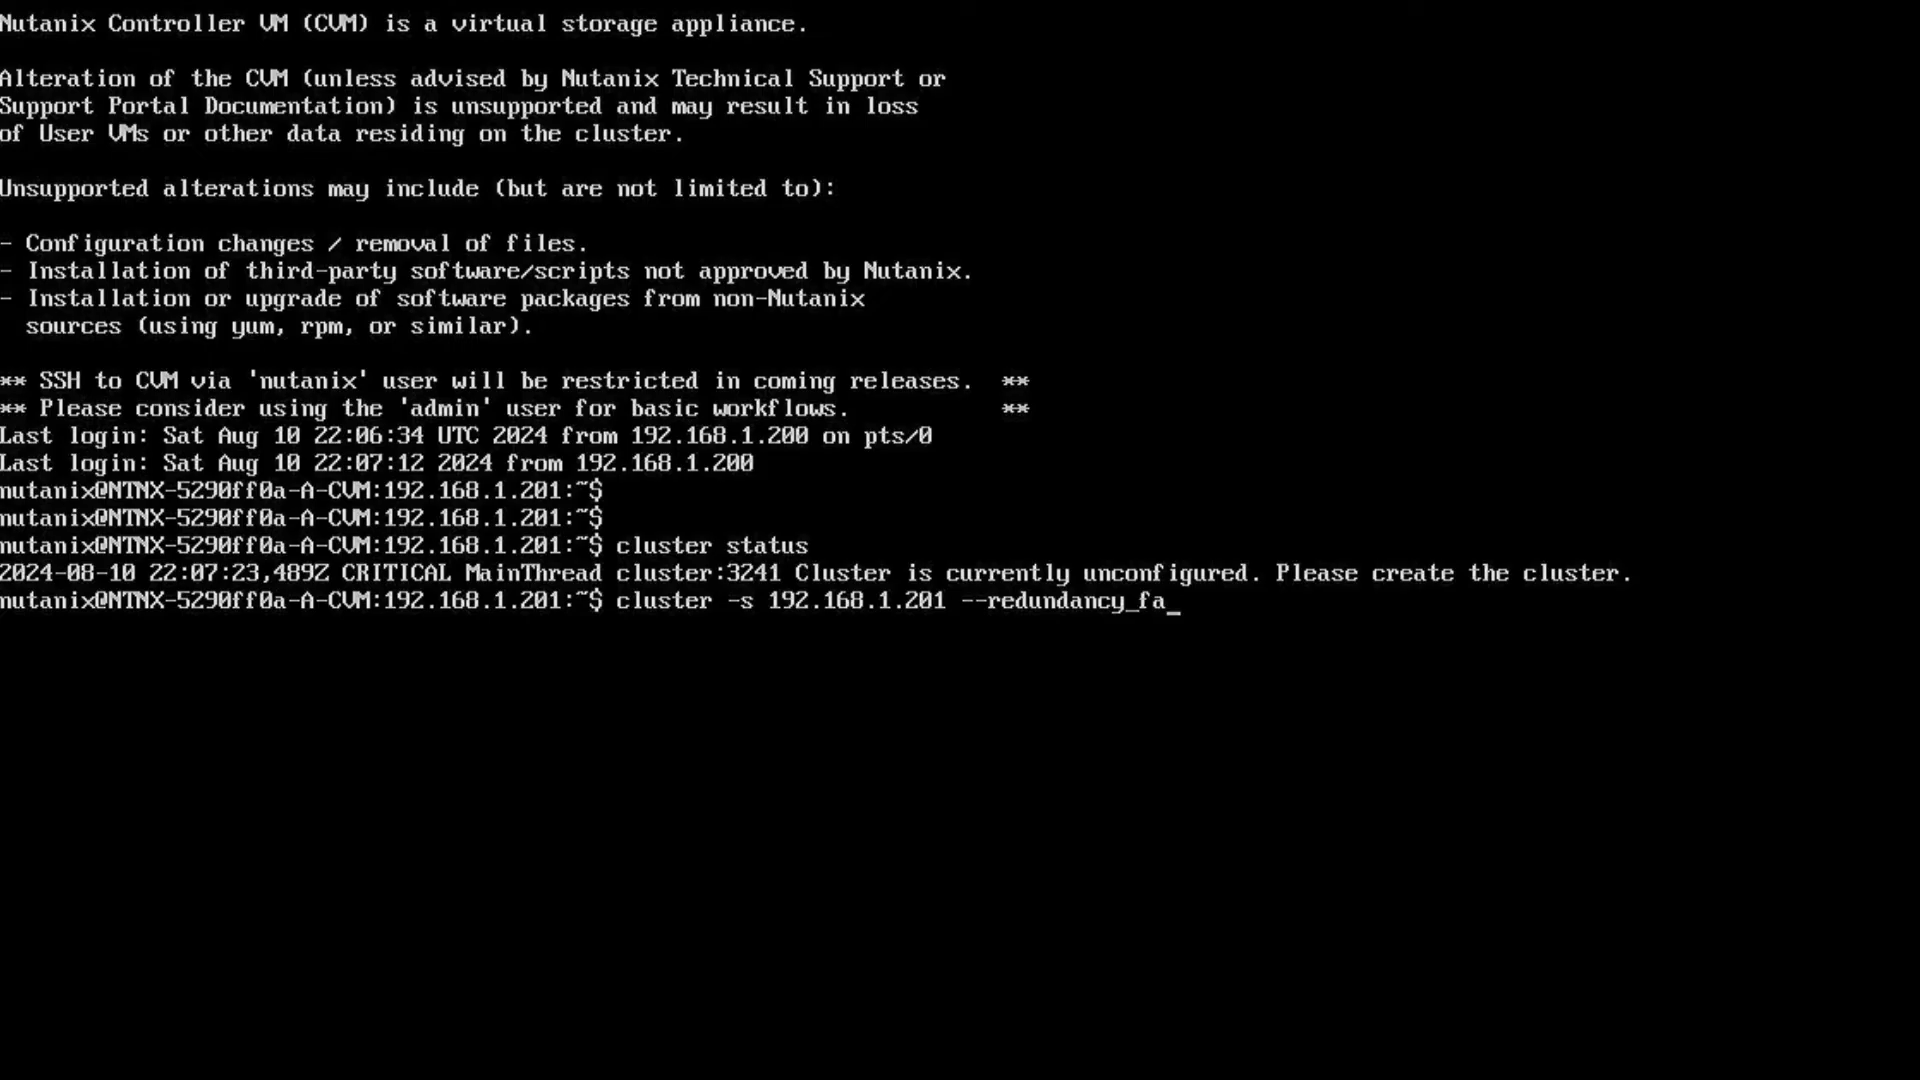 Nutanix Controller VM (CVM) is a virtual storage appliance.
Alteration of the CVM (unless advised by Nutanix Technical Support or
Support Portal Documentation) is unsupported and may result in loss
of User VMs or other data residing on the cluster.
Unsupported alterations may include (but are not limited to):
- Configuration changes / removal of files.
- Installation of third-party software/scripts not approved by Nutanix.
- Installation or upgrade of software packages from non-Nutanix
  sources (using yum, rpm, or similar).
** SSH to CVM via 'nutanix' user will be restricted in coming releases.  **
** Please consider using the 'admin' user for basic workflows.           **
Last login: Sat Aug 10 22:06:34 UTC 2024 from 192.168.1.200 on pts/0
Last login: Sat Aug 10 22:07:12 2024 from 192.168.1.200
nutanix@NTNX-5290ff0a-A-CVM:192.168.1.201:~$
nutanix@NTNX-5290ff0a-A-CVM:192.168.1.201:~$
nutanix@NTNX-5290ff0a-A-CVM:192.168.1.201:~$ cluster status
2024-08-10 22:07:23,489Z CRITICAL MainThread cluster:3241 Cluster is currently unconfigured. Please create the cluster.
nutanix@NTNX-5290ff0a-A-CVM:192.168.1.201:~$ cluster -s 192.168.1.201 --redundancy_fa_